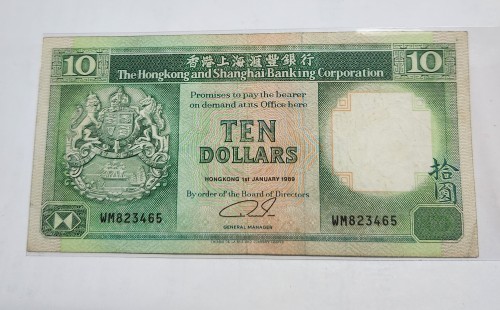 10 香港上海滙豐銀行 10
The Hongkong and Shanghai Banking Corporation
Promises to pay the bearer
on demand at its Office here
TEN
DOLLARS
HONGKONG 1st JANUARY 1989
By order of the Board of Directors
GENERAL MANAGER
拾圓
WM823465 WM823465